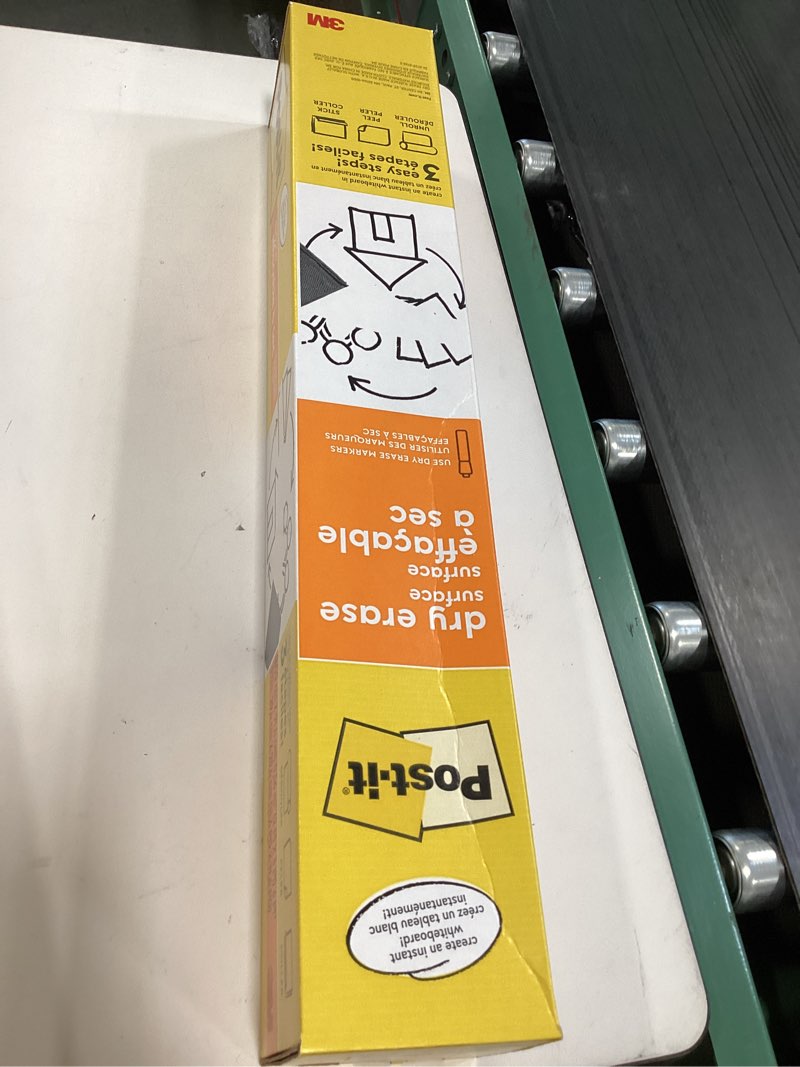 create an instant
whiteboard!
créez un tableau blanc
instantanément!
Post-it®
dry erase
surface
surface
effaçable
à sec
USE DRY ERASE MARKERS
UTILISER DES MARQUEURS
EFFAÇABLES À SEC
create an instant whiteboard in
créez un tableau blanc instantanément en
3 easy steps!
étapes faciles!
UNROLL
DÉROULER
PEEL
PELER
STICK
COLLER
3M